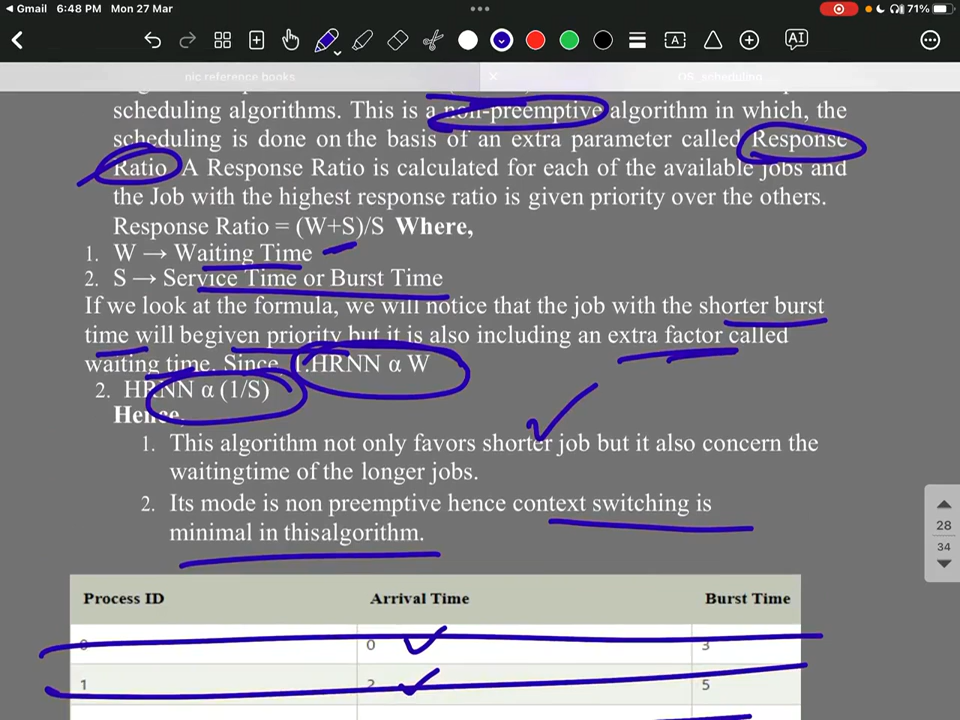 Gmail 6:48 PM Mon 27 Mar 71%
AI
nic reference books OS_scheduling
scheduling algorithms. This is a non-preemptive algorithm in which, the
scheduling is done on the basis of an extra parameter called Response
Ratio. A Response Ratio is calculated for each of the available jobs and
the Job with the highest response ratio is given priority over the others.
Response Ratio = (W+S)/S Where,
1. W → Waiting Time
2. S → Service Time or Burst Time
If we look at the formula, we will notice that the job with the shorter burst
time will begiven priority but it is also including an extra factor called
waiting time. Since, 1.HRNN α W
2. HRNN α (1/S)
Hence,
1. This algorithm not only favors shorter job but it also concern the
waitingtime of the longer jobs.
2. Its mode is non preemptive hence context switching is
minimal in thisalgorithm.
28
34
Process ID Arrival Time Burst Time
0 0 3
1 2 5